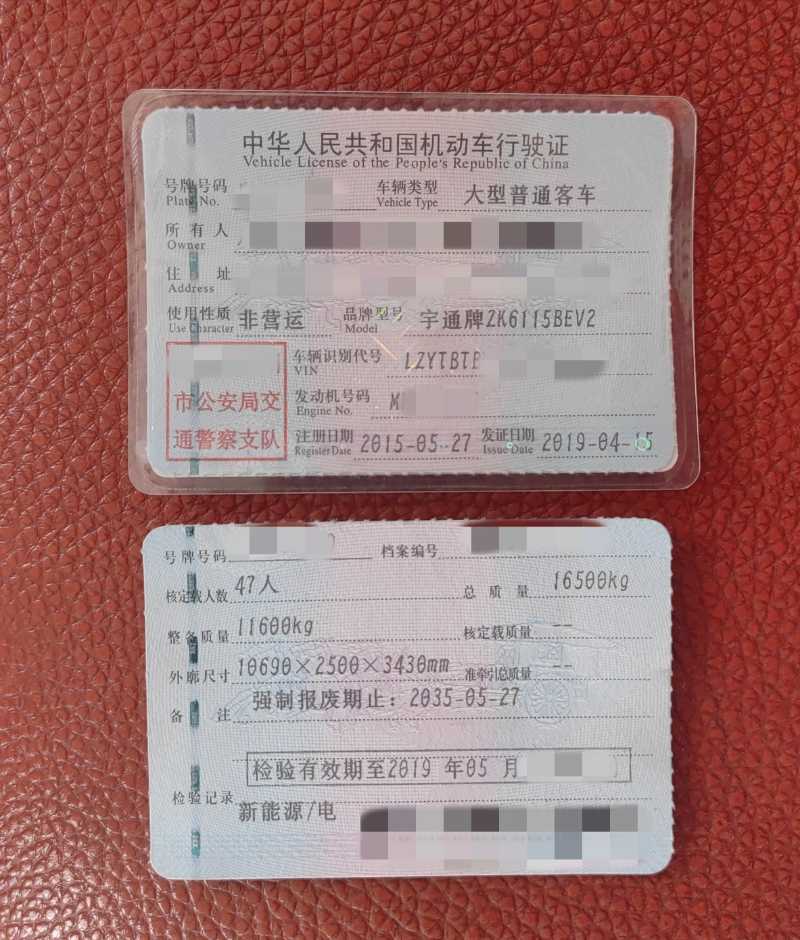 中华人民共和国机动车行驶证
Vehicle License of the People's Republic of China
号牌号码 车辆类型 大型普通客车
Plate No. Vehicle Type
所有人
Owner
住址
Address
使用性质 非营运 品牌型号 宇通牌ZK6115BEV2
Use Character Model
车辆识别代号 LZYTBTB
VIN
市公安局交
通警察支队
发动机号码
Engine No.
注册日期 2015-05-27 发证日期 2019-04-15
Register Date Issue Date
号牌号码 档案编号
核定载人数 47人 总质量 16500kg
整备质量 11600kg 核定载质量 --
外廓尺寸 10690×2500×3430mm 准牵引总质量 --
备注 强制报废期止：2035-05-27
检验有效期至2019 年05 月
检验记录
新能源/电